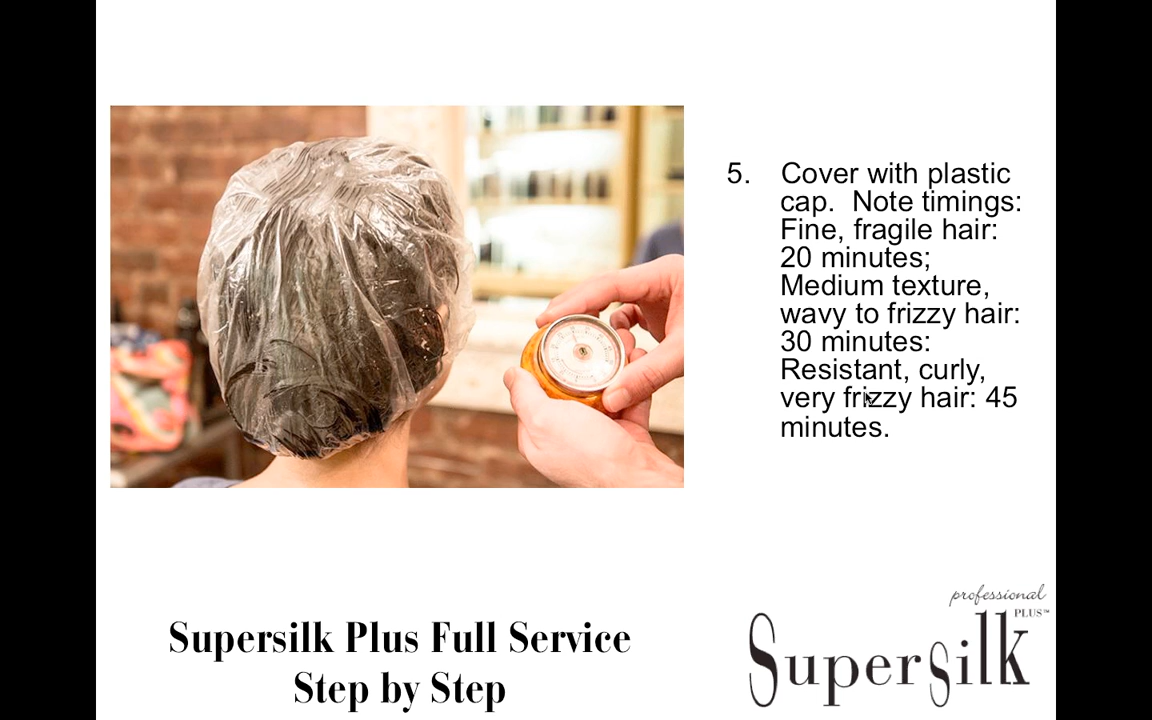 5. Cover with plastic
cap. Note timings:
Fine, fragile hair:
20 minutes;
Medium texture,
wavy to frizzy hair:
30 minutes:
Resistant, curly,
very frizzy hair: 45
minutes.
Supersilk Plus Full Service
Step by Step
professional
PLUS™
Supersilk